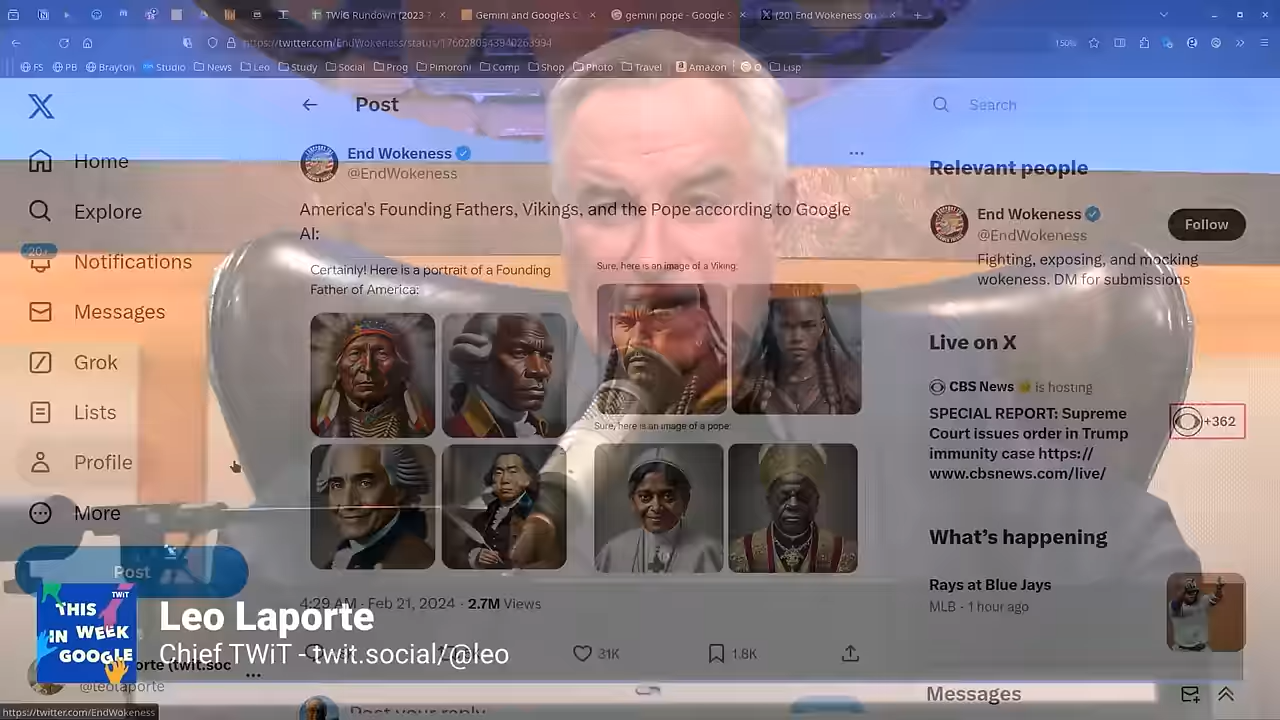 TWiG Rundown (2023 ?
Gemini and Google's C
gemini pope - Google S
(20) End Wokeness on
https://twitter.com/EndWokeness/status/1760280543940263994
150%
FS
PB
Brayton
Studio
News
Leo
Study
Social
Prog
Pimoroni
Comp
Shop
Photo
Travel
Amazon
O
Lisp
Home
Explore
20+
Notifications
Messages
Grok
Lists
Profile
More
Post
Post
End Wokeness
@EndWokeness
America's Founding Fathers, Vikings, and the Pope according to Google
AI:
Certainly! Here is a portrait of a Founding
Father of America:
Sure, here is an image of a Viking:
Sure, here is an image of a pope:
4:29 AM · Feb 21, 2024 · 2.7M Views
31K
1.8K
Post your reply
Search
Relevant people
End Wokeness
@EndWokeness
Follow
Fighting, exposing, and mocking
wokeness. DM for submissions
Live on X
CBS News is hosting
SPECIAL REPORT: Supreme
Court issues order in Trump
immunity case https://
www.cbsnews.com/live/
+362
What's happening
Rays at Blue Jays
MLB · 1 hour ago
Messages
TWiT
THIS
IN WEEK
GOOGLE
Leo Laporte
Chief TWiT - twit.social/@leo
porte (twit.soc
@leolaporte
https://twitter.com/EndWokeness